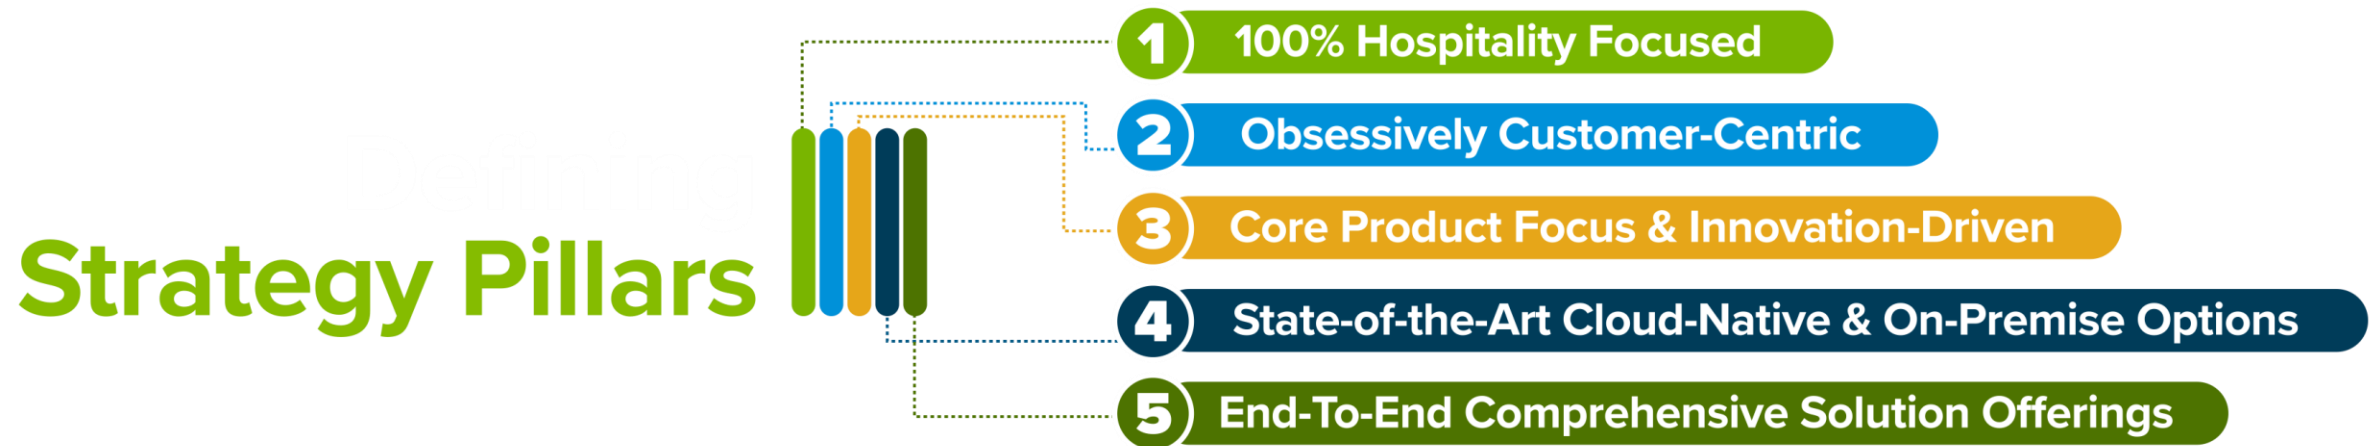 Strategy Pillars
1 100% Hospitality Focused
2 Obsessively Customer-Centric
3 Core Product Focus & Innovation-Driven
4 State-of-the-Art Cloud-Native & On-Premise Options
5 End-To-End Comprehensive Solution Offerings